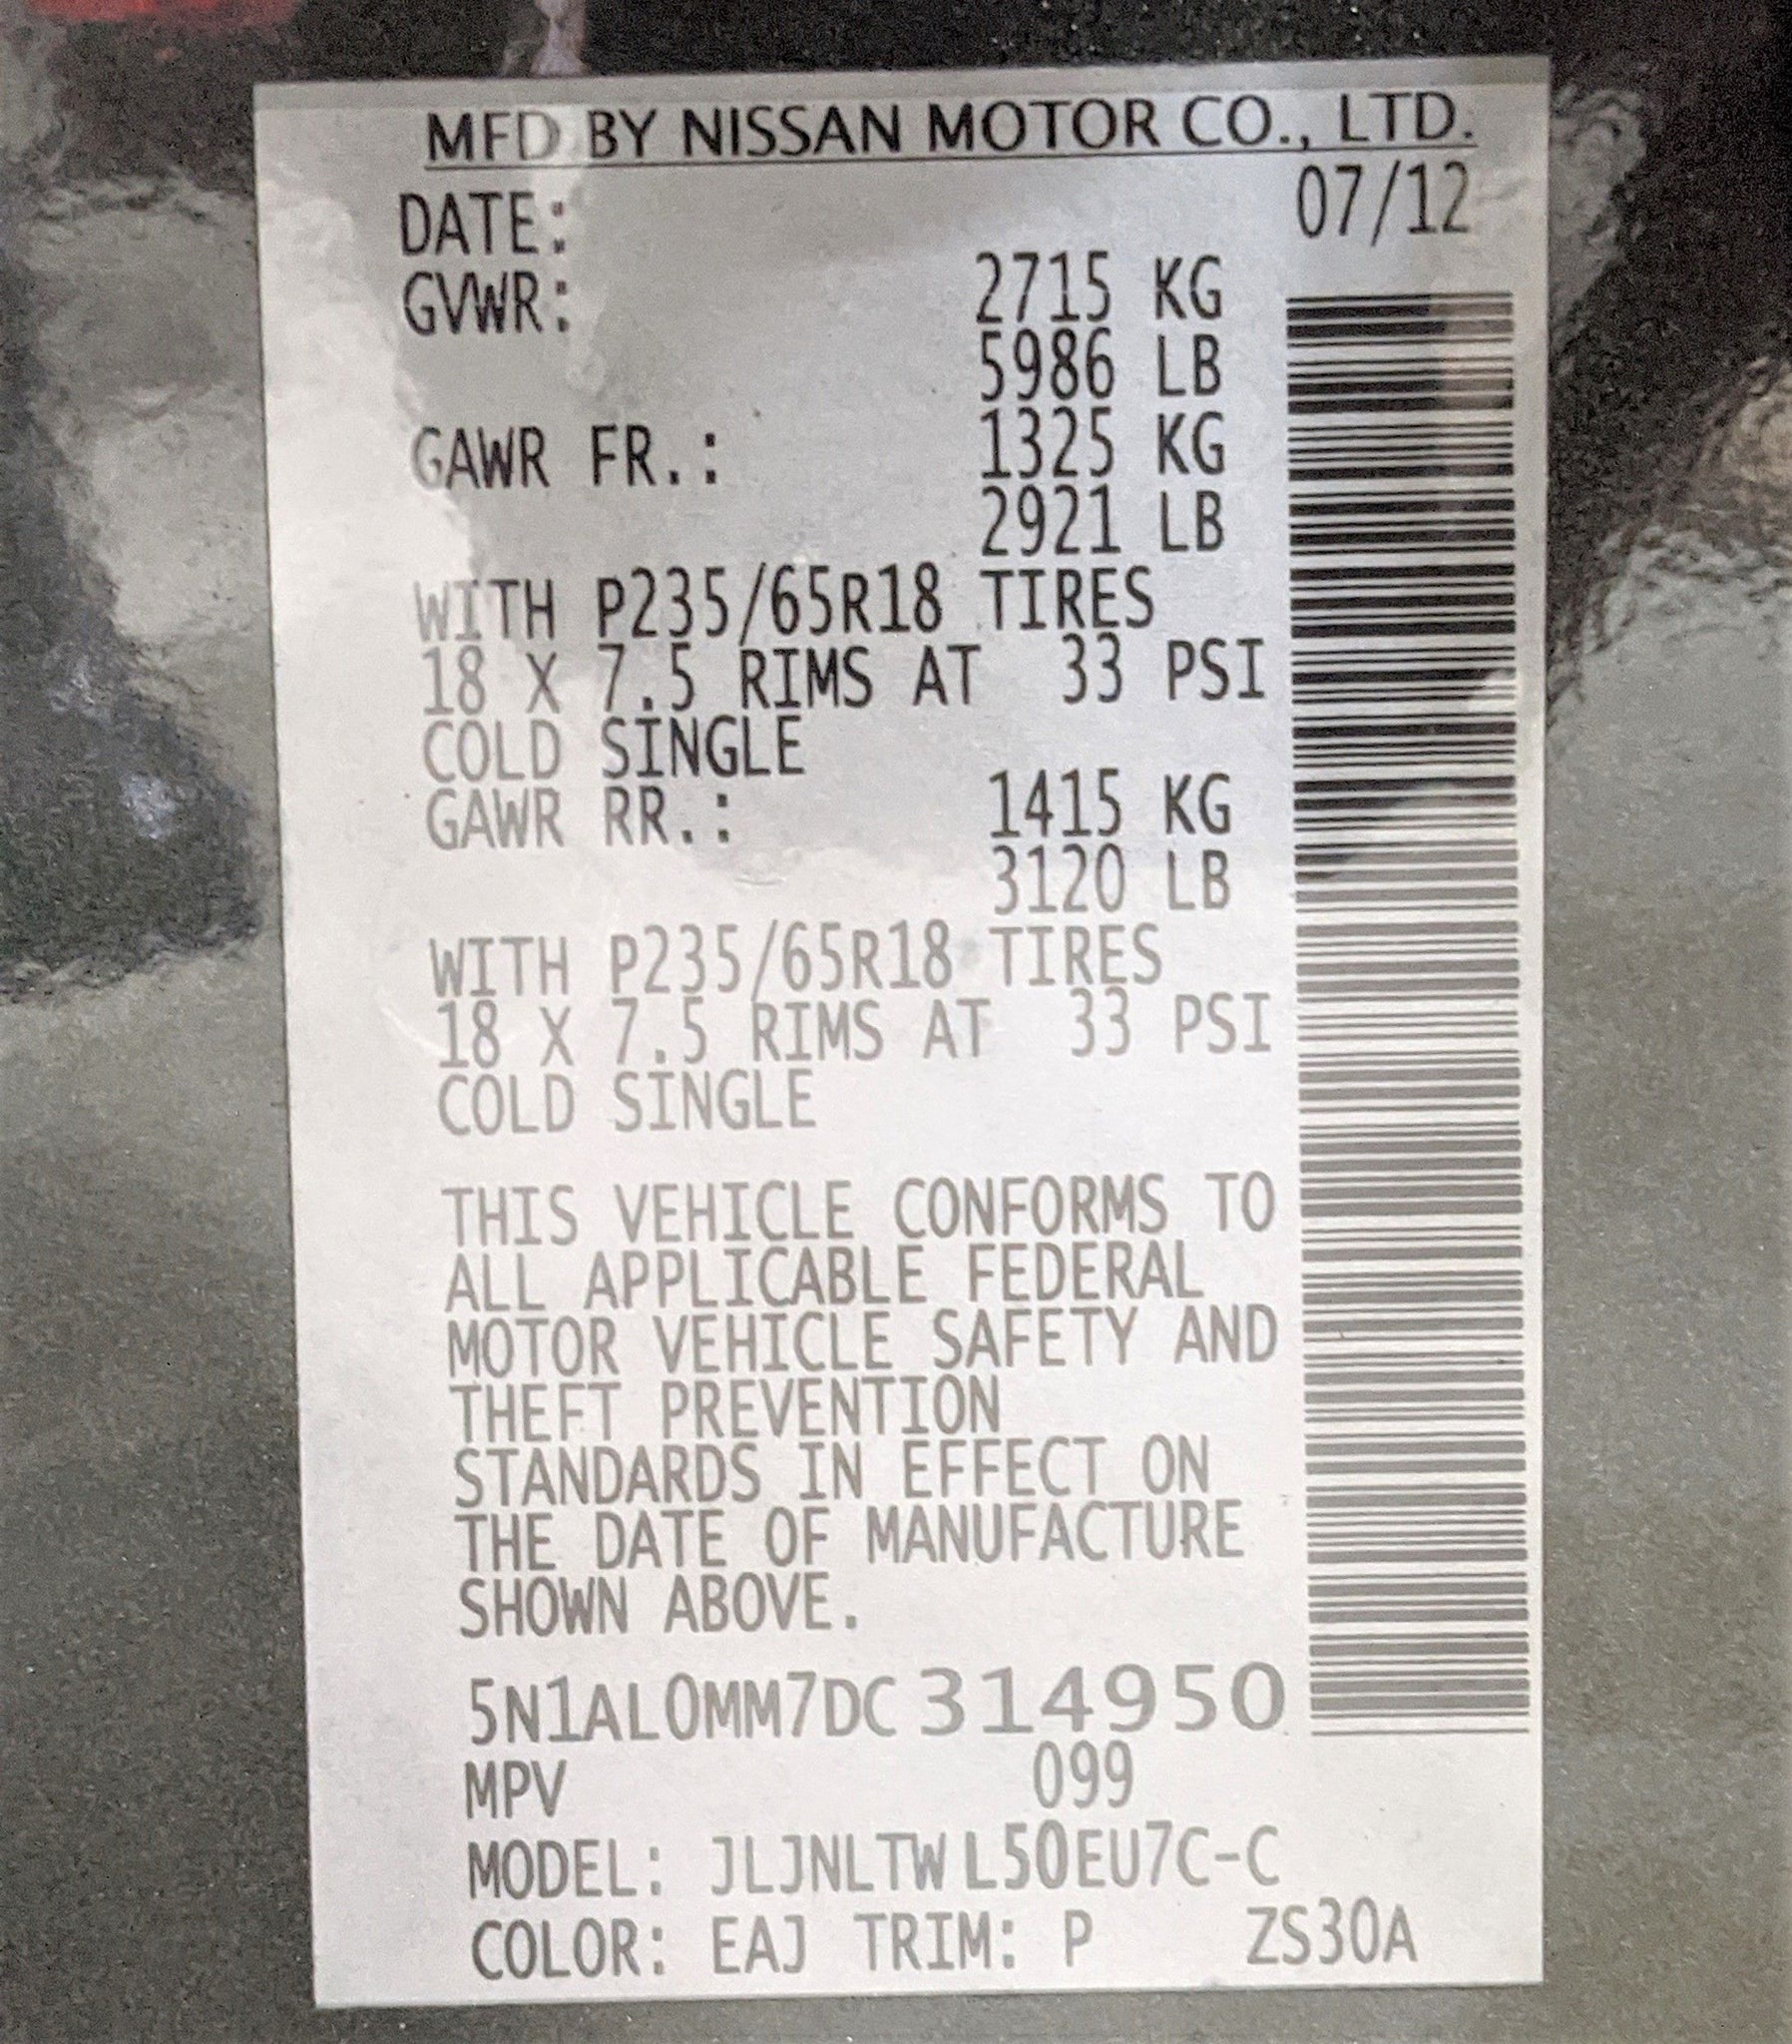 MFD BY NISSAN MOTOR CO., LTD.
DATE: 07/12
GVWR: 2715 KG
5986 LB
GAWR FR.: 1325 KG
2921 LB
WITH P235/65R18 TIRES
18 X 7.5 RIMS AT 33 PSI
COLD SINGLE
GAWR RR.: 1415 KG
3120 LB
WITH P235/65R18 TIRES
18 X 7.5 RIMS AT 33 PSI
COLD SINGLE
THIS VEHICLE CONFORMS TO
ALL APPLICABLE FEDERAL
MOTOR VEHICLE SAFETY AND
THEFT PREVENTION
STANDARDS IN EFFECT ON
THE DATE OF MANUFACTURE
SHOWN ABOVE.
5N1AL0MM7DC314950
MPV 099
MODEL: JLJNLTWL50EU7C-C
COLOR: EAJ TRIM: P ZS30A